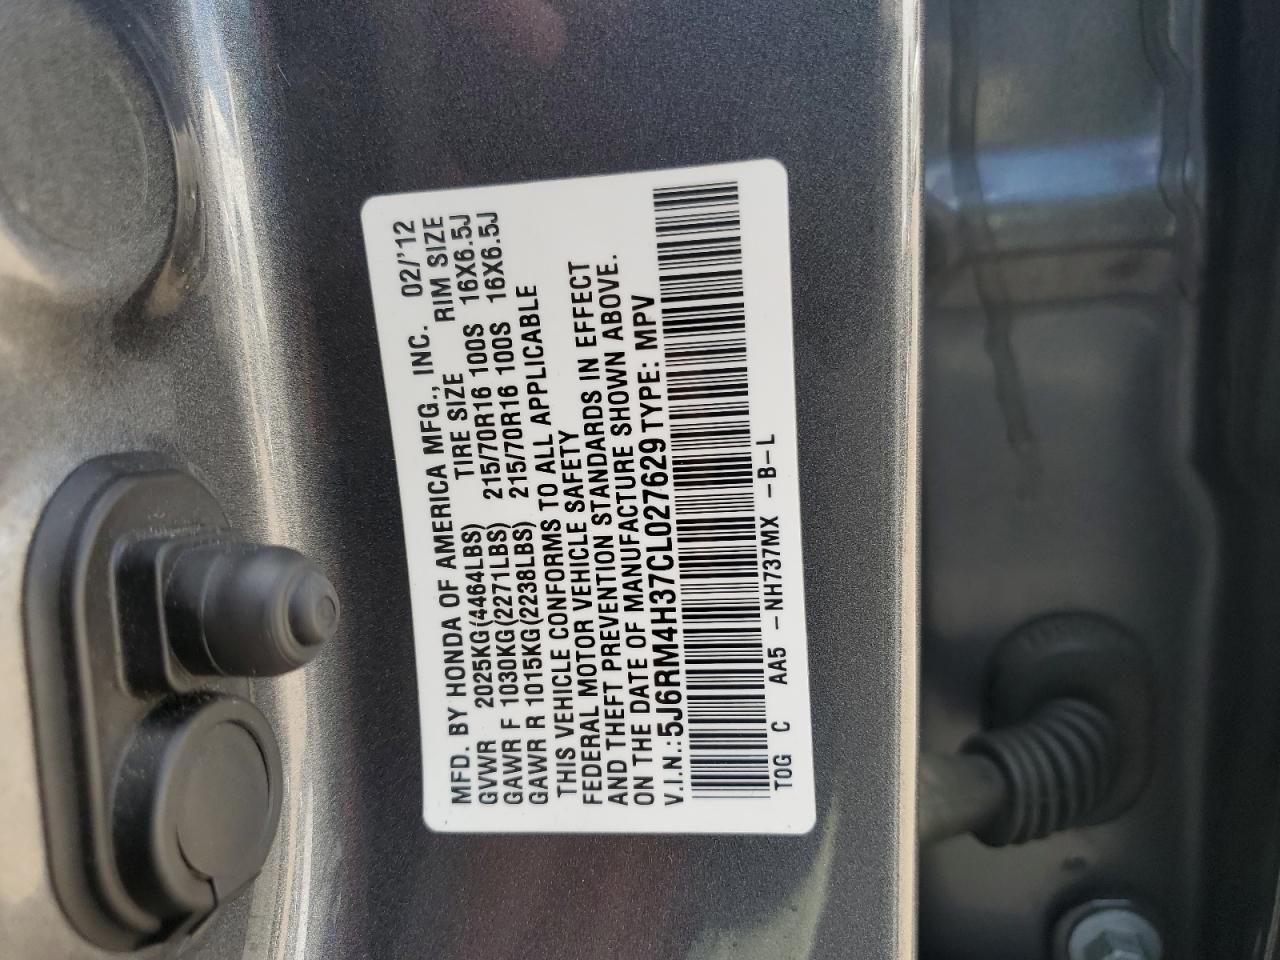 MFD. BY HONDA OF AMERICA MFG., INC. 02/'12
GVWR 2025KG(4464LBS) TIRE SIZE RIM SIZE
GAWR F 1030KG(2271LBS) 215/70R16 100S 16X6.5J
GAWR R 1015KG(2238LBS) 215/70R16 100S 16X6.5J
THIS VEHICLE CONFORMS TO ALL APPLICABLE
FEDERAL MOTOR VEHICLE SAFETY
AND THEFT PREVENTION STANDARDS IN EFFECT
ON THE DATE OF MANUFACTURE SHOWN ABOVE.
V.I.N.:5J6RM4H37CL027629 TYPE: MPV
TOG C AA5 -NH737MX -B-L